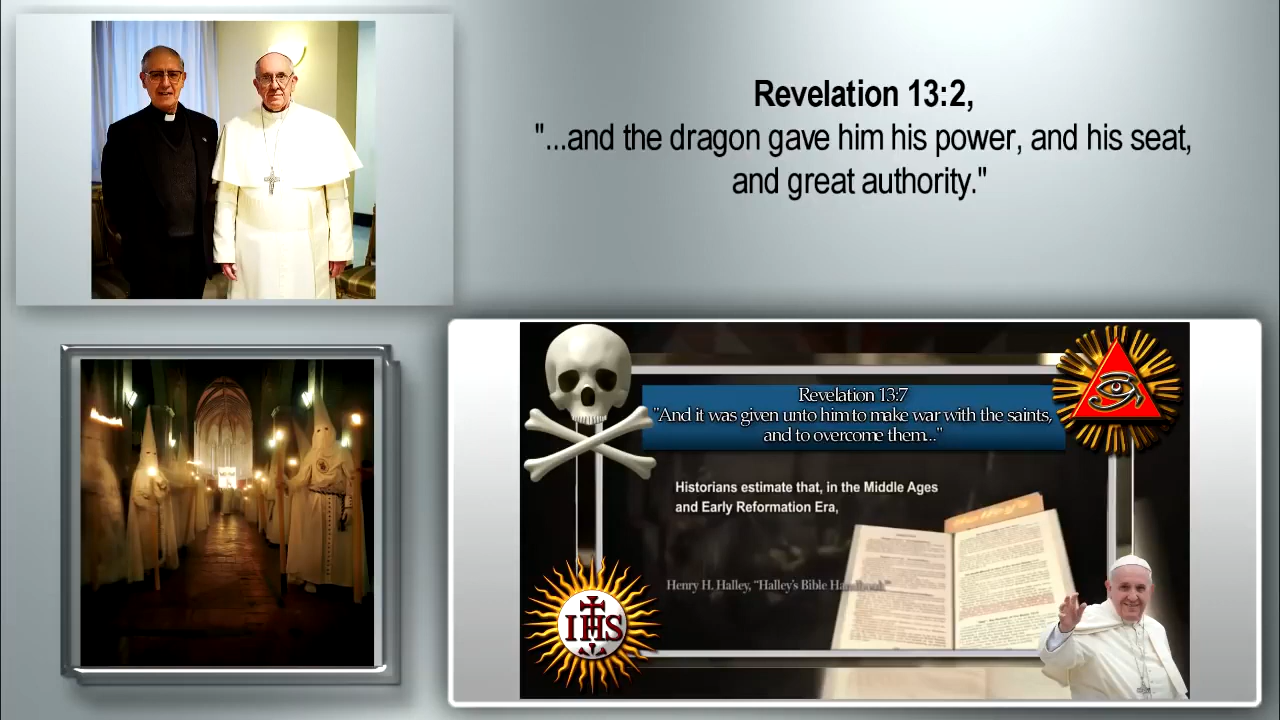 Revelation 13:2,
"...and the dragon gave him his power, and his seat,
and great authority."
Revelation 13:7
"And it was given unto him to make war with the saints,
and to overcome them..."
Historians estimate that, in the Middle Ages
and Early Reformation Era,
Henry H. Halley, "Halley's Bible Handbook"
IHS